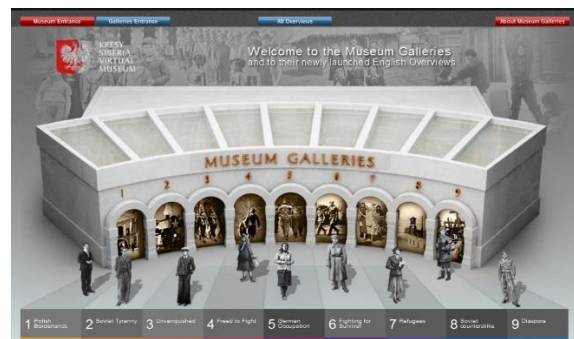 Museum Entrance
Galleries Entrance
All Overviews
About Museum Galleries
KRESY
SIBERIA
VIRTUAL
MUSEUM
Welcome to the Museum Galleries
and to their newly launched English Overviews
MUSEUM GALLERIES
1 2 3 4 5 6 7 8 9
1 Polish
Borderlands
2 Soviet Tyranny
3 Unvanquished
4 Freed to Fight
5 German
Occupation
6 Fighting for
Survival
7 Refugees
8 Soviet
counterstrike
9 Diaspora